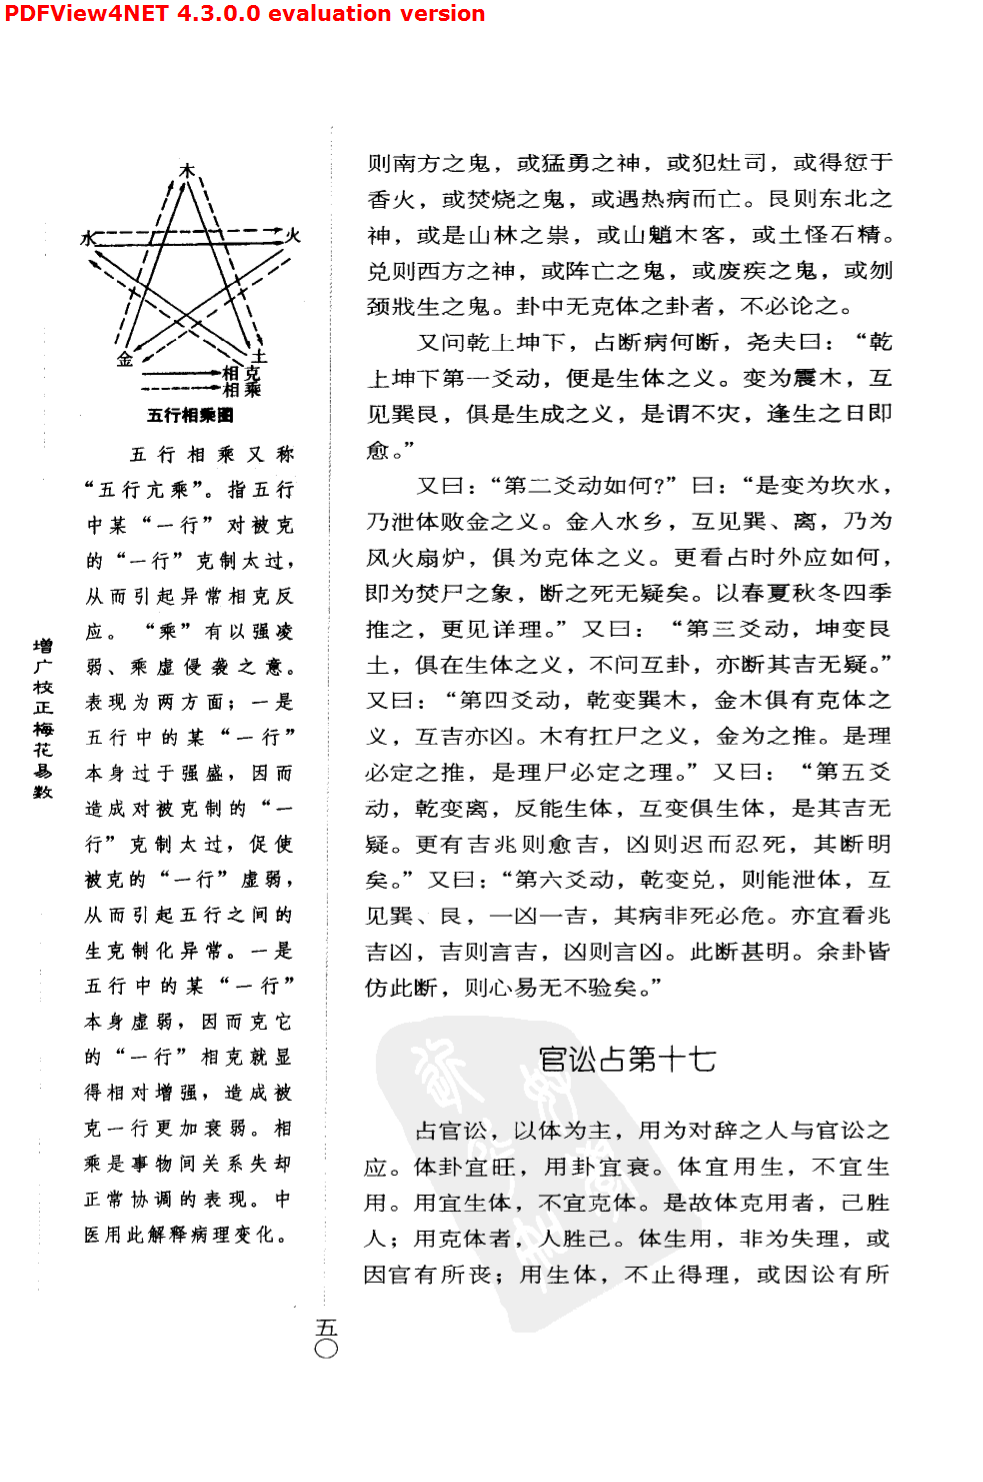 PDFView4NET 4.3.0.0 evaluation version
木
水
火
金
土
相克
相乘
五行相乘图
五行相乘又称
“五行亢乘”。指五行
中某“一行”对被克
的“一行”克制太过，
从而引起异常相克反
应。“乘”有以强凌
弱、乘虚侵袭之意。
表现为两方面；一是
五行中的某“一行”
本身过于强盛，因而
造成对被克制的“一
行”克制太过，促使
被克的“一行”虚弱，
从而引起五行之间的
生克制化异常。一是
五行中的某“一行”
本身虚弱，因而克它
的“一行”相克就显
得相对增强，造成被
克一行更加衰弱。相
乘是事物间关系失却
正常协调的表现。中
医用此解释病理变化。
增广校正梅花易数
则南方之鬼，或猛勇之神，或犯灶司，或得愆于
香火，或焚烧之鬼，或遇热病而亡。艮则东北之
神，或是山林之祟，或山魈木客，或土怪石精。
兑则西方之神，或阵亡之鬼，或废疾之鬼，或刎
颈戕生之鬼。卦中无克体之卦者，不必论之。
又问乾上坤下，占断病何断，尧夫曰：“乾
上坤下第一爻动，便是生体之义。变为震木，互
见巽艮，俱是生成之义，是谓不灾，逢生之日即
愈。”
又曰：“第二爻动如何?”曰：“是变为坎水，
乃泄体败金之义。金入水乡，互见巽、离，乃为
风火扇炉，俱为克体之义。更看占时外应如何，
即为焚尸之象，断之死无疑矣。以春夏秋冬四季
推之，更见详理。”又曰：“第三爻动，坤变艮
土，俱在生体之义，不问互卦，亦断其吉无疑。”
又曰：“第四爻动，乾变巽木，金木俱有克体之
义，互吉亦凶。木有扛尸之义，金为之推。是理
必定之推，是理尸必定之理。”又曰：“第五爻
动，乾变离，反能生体，互变俱生体，是其吉无
疑。更有吉兆则愈吉，凶则迟而忍死，其断明
矣。”又曰：“第六爻动，乾变兑，则能泄体，互
见巽、艮，一凶一吉，其病非死必危。亦宜看兆
吉凶，吉则言吉，凶则言凶。此断甚明。余卦皆
仿此断，则心易无不验矣。”
官讼占第十七
占官讼，以体为主，用为对辞之人与官讼之
应。体卦宜旺，用卦宜衰。体宜用生，不宜生
用。用宜生体，不宜克体。是故体克用者，己胜
人；用克体者，人胜己。体生用，非为失理，或
因官有所丧；用生体，不止得理，或因讼有所
五〇